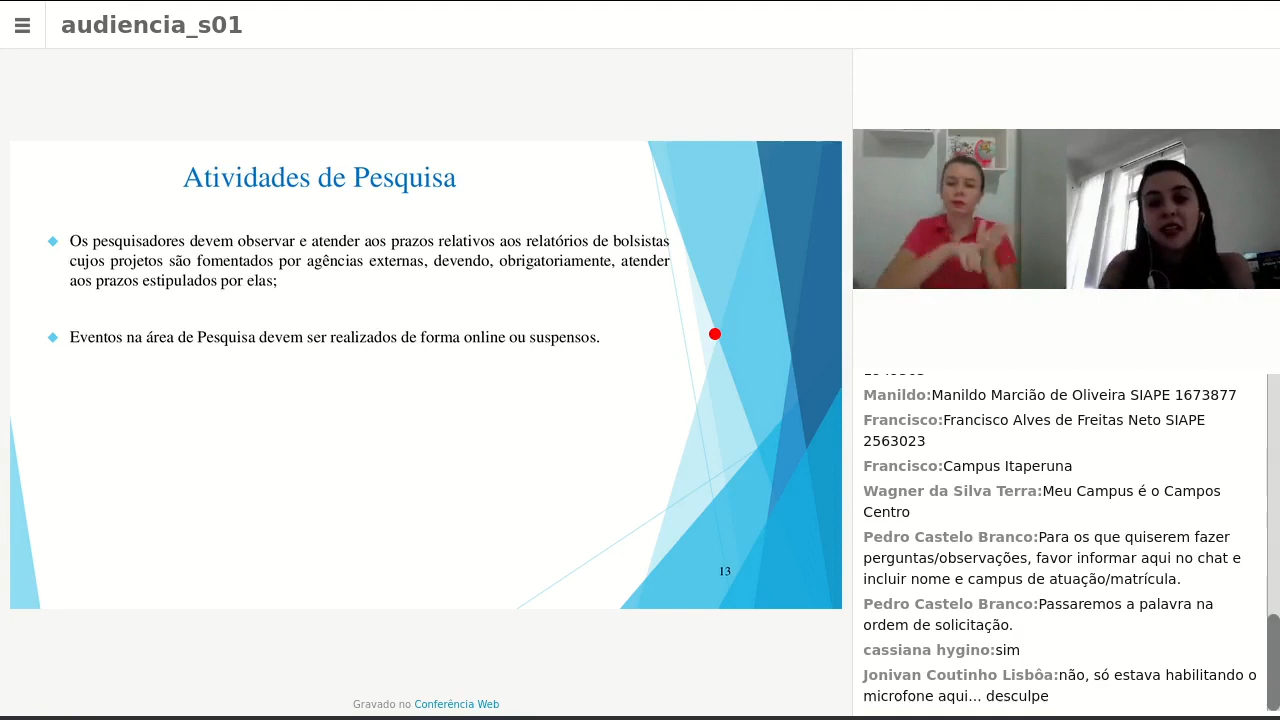 audiencia_s01
Atividades de Pesquisa
Os pesquisadores devem observar e atender aos prazos relativos aos relatórios de bolsistas
cujos projetos são fomentados por agências externas, devendo, obrigatoriamente, atender
aos prazos estipulados por elas;
Eventos na área de Pesquisa devem ser realizados de forma online ou suspensos.
13
Gravado no Conferência Web
Manildo:Manildo Marcião de Oliveira SIAPE 1673877
Francisco:Francisco Alves de Freitas Neto SIAPE
2563023
Francisco:Campus Itaperuna
Wagner da Silva Terra:Meu Campus é o Campos
Centro
Pedro Castelo Branco:Para os que quiserem fazer
perguntas/observações, favor informar aqui no chat e
incluir nome e campus de atuação/matrícula.
Pedro Castelo Branco:Passaremos a palavra na
ordem de solicitação.
cassiana hygino:sim
Jonivan Coutinho Lisbôa:não, só estava habilitando o
microfone aqui... desculpe